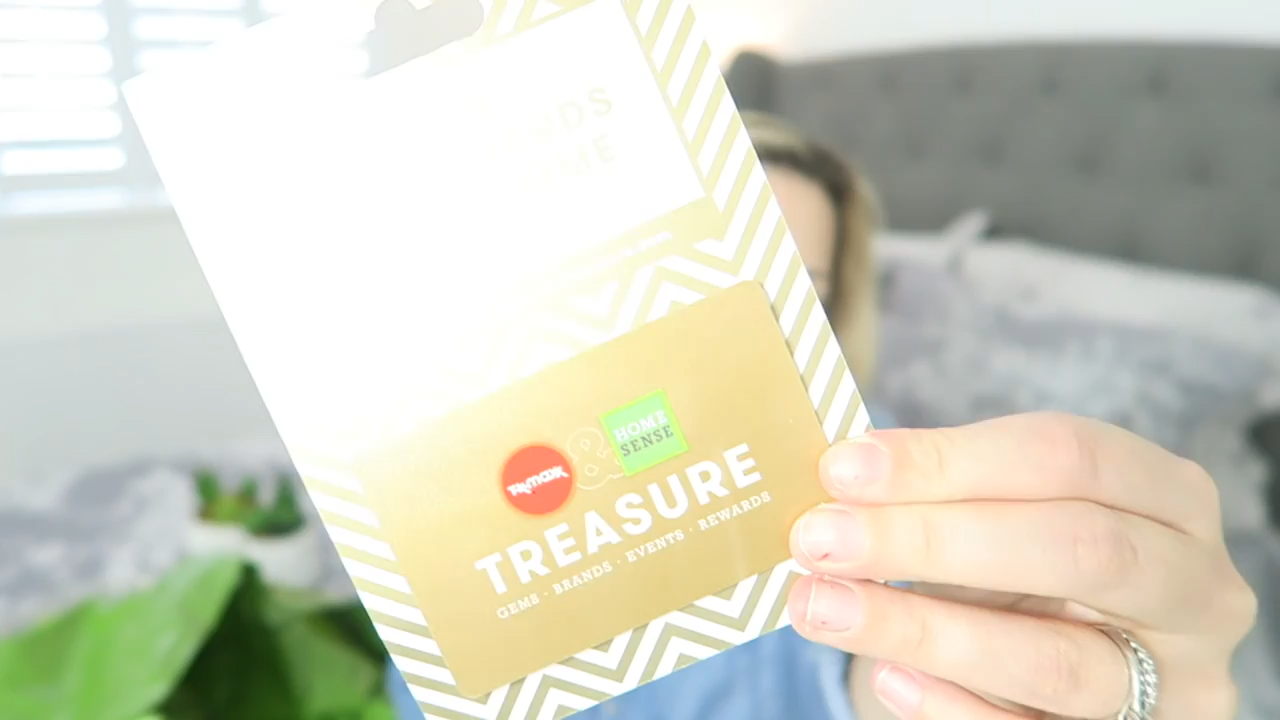 TK maxx
&
HOME
SENSE
TREASURE
GEMS · BRANDS · EVENTS · REWARDS